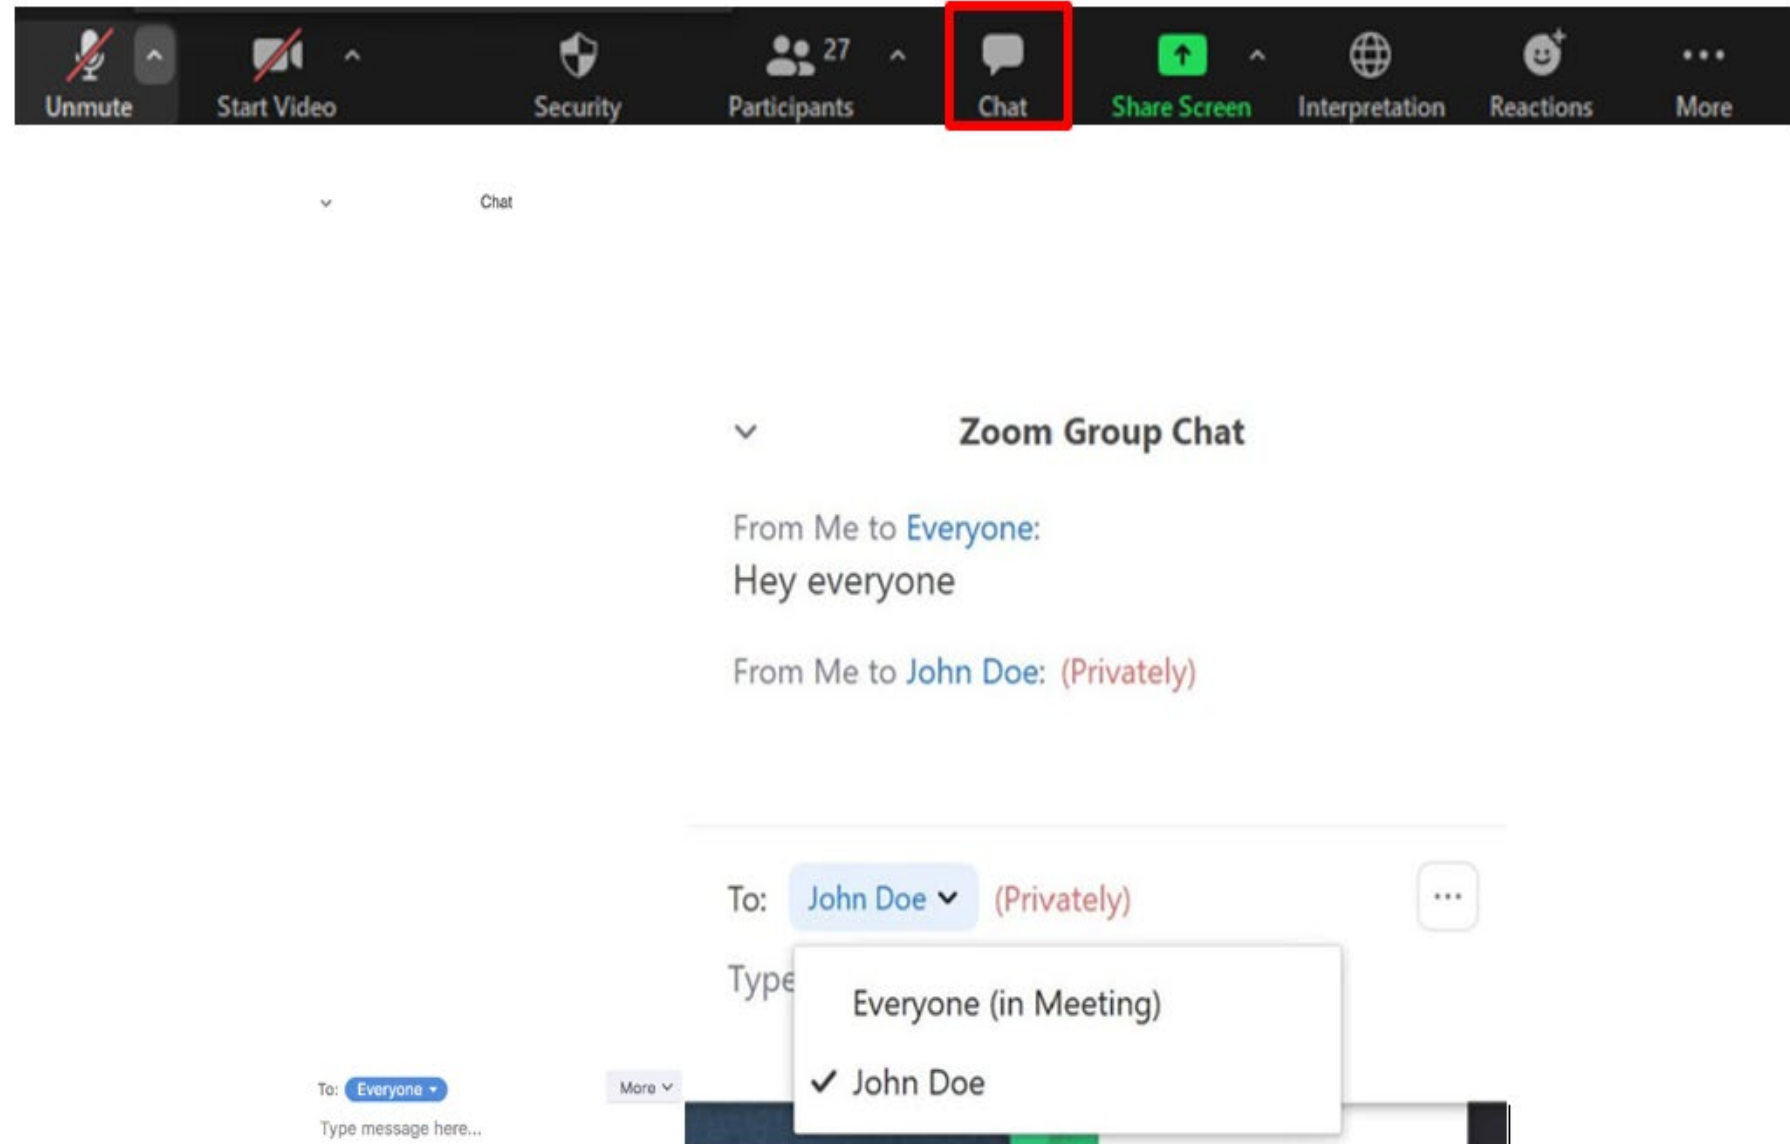 27
Unmute Start Video Security Participants Chat Share Screen Interpretation Reactions More
Chat
Zoom Group Chat
From Me to Everyone:
Hey everyone
From Me to John Doe: (Privately)
To: John Doe (Privately) ...
Type
Everyone (in Meeting)
John Doe
To: Everyone More
Type message here...